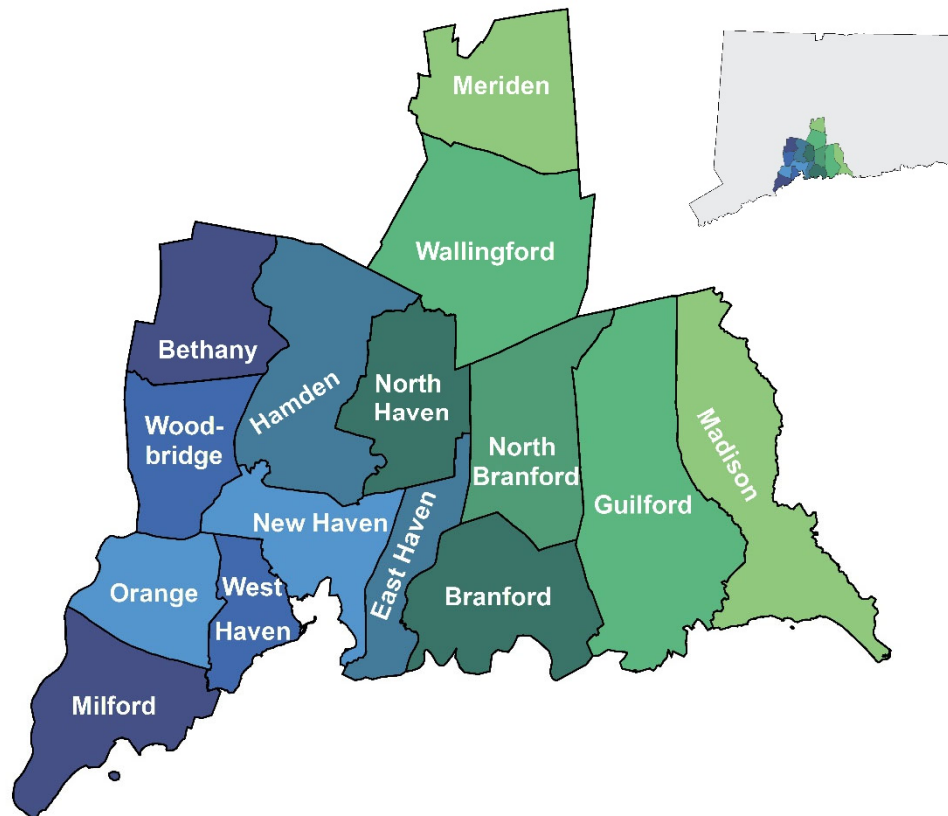 Meriden
Wallingford
Bethany
Hamden
North
Haven
Wood-
bridge
North
Branford
Madison
Guilford
New Haven
East Haven
Orange
West
Haven
Branford
Milford